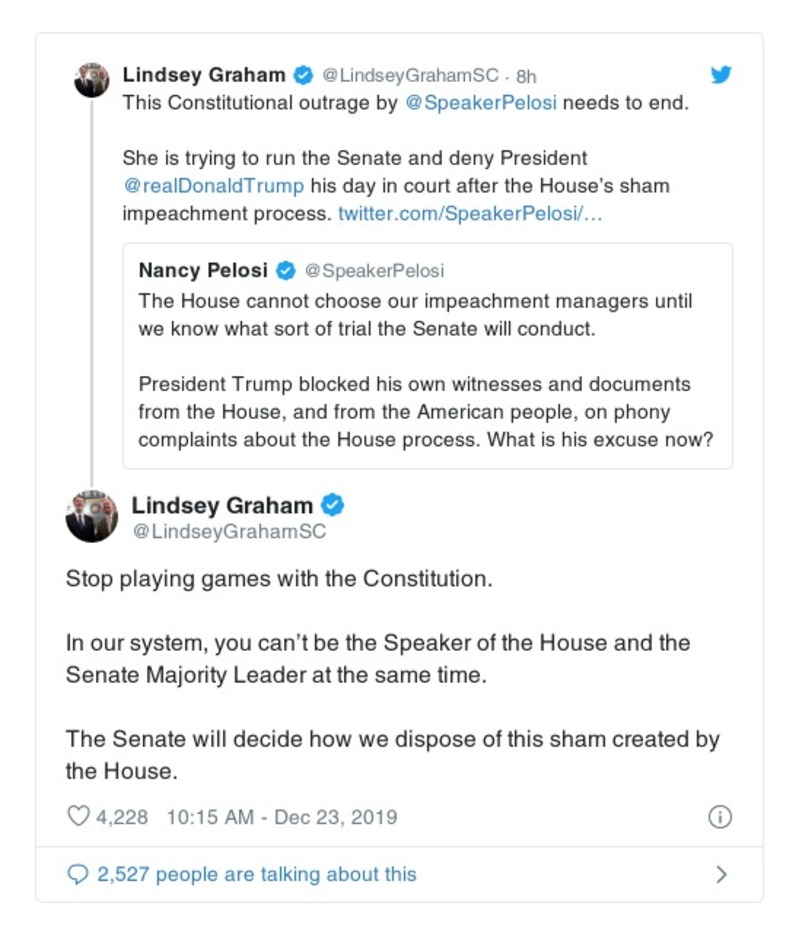 Lindsey Graham @LindseyGrahamSC · 8h
This Constitutional outrage by @SpeakerPelosi needs to end.
She is trying to run the Senate and deny President
@realDonaldTrump his day in court after the House's sham
impeachment process. twitter.com/SpeakerPelosi/…
Nancy Pelosi @SpeakerPelosi
The House cannot choose our impeachment managers until
we know what sort of trial the Senate will conduct.
President Trump blocked his own witnesses and documents
from the House, and from the American people, on phony
complaints about the House process. What is his excuse now?
Lindsey Graham
@LindseyGrahamSC
Stop playing games with the Constitution.
In our system, you can't be the Speaker of the House and the
Senate Majority Leader at the same time.
The Senate will decide how we dispose of this sham created by
the House.
4,228 10:15 AM - Dec 23, 2019
2,527 people are talking about this